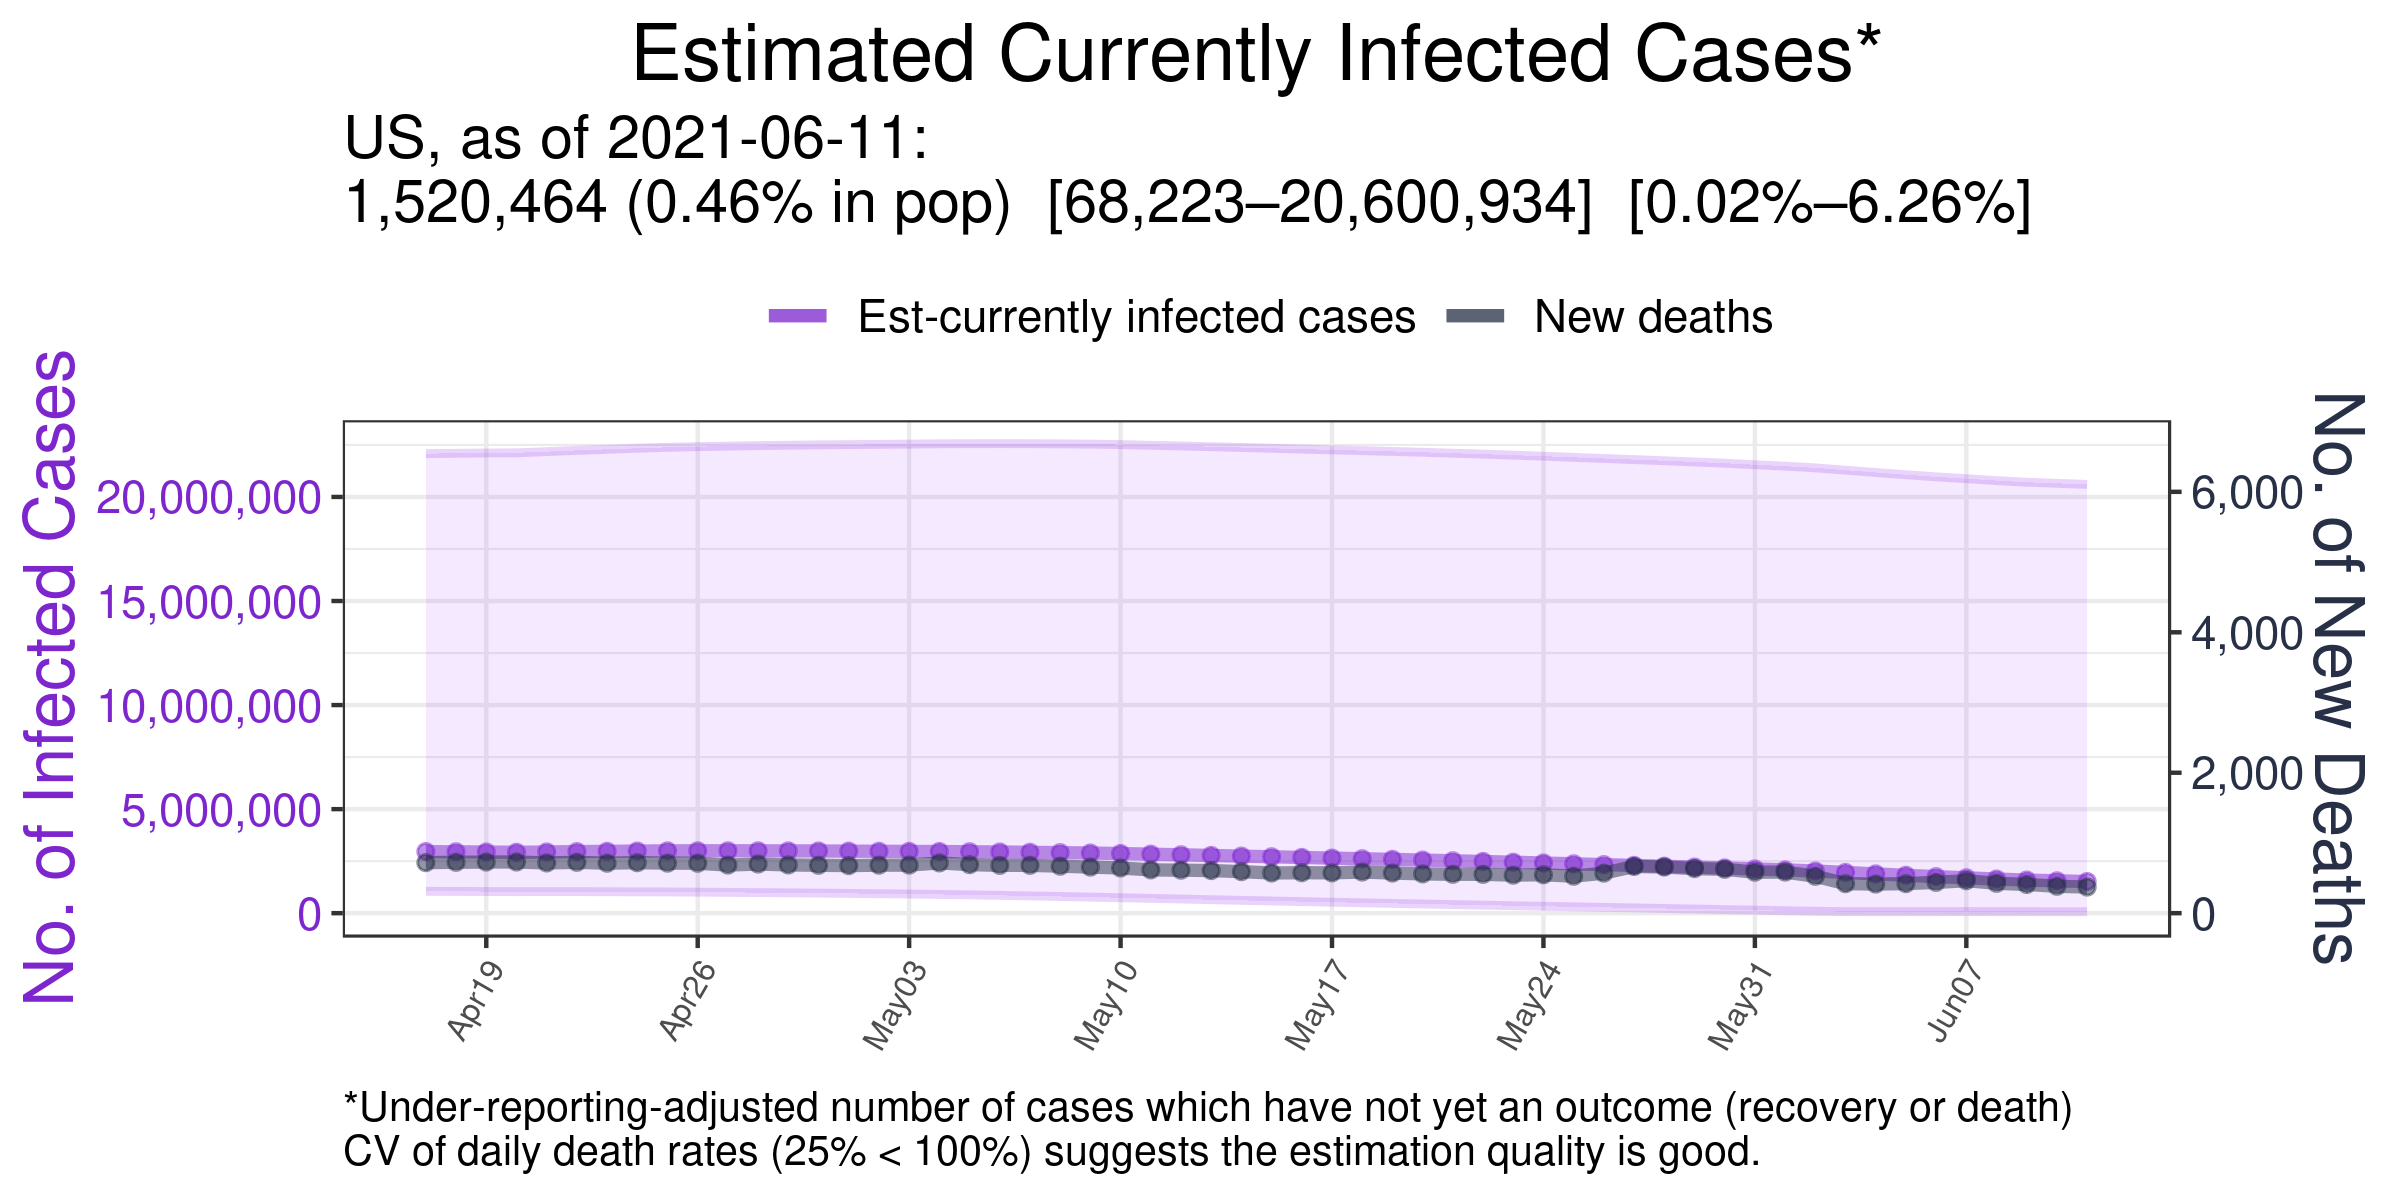 Estimated Currently Infected Cases*
US, as of 2021-06-11:
1,520,464 (0.46% in pop)  [68,223–20,600,934]  [0.02%–6.26%]
Est-currently infected cases
New deaths
No. of Infected Cases
20,000,000
15,000,000
10,000,000
5,000,000
0
6,000
4,000
2,000
0
No. of New Deaths
Apr19
Apr26
May03
May10
May17
May24
May31
Jun07
*Under-reporting-adjusted number of cases which have not yet an outcome (recovery or death)
CV of daily death rates (25% < 100%) suggests the estimation quality is good.